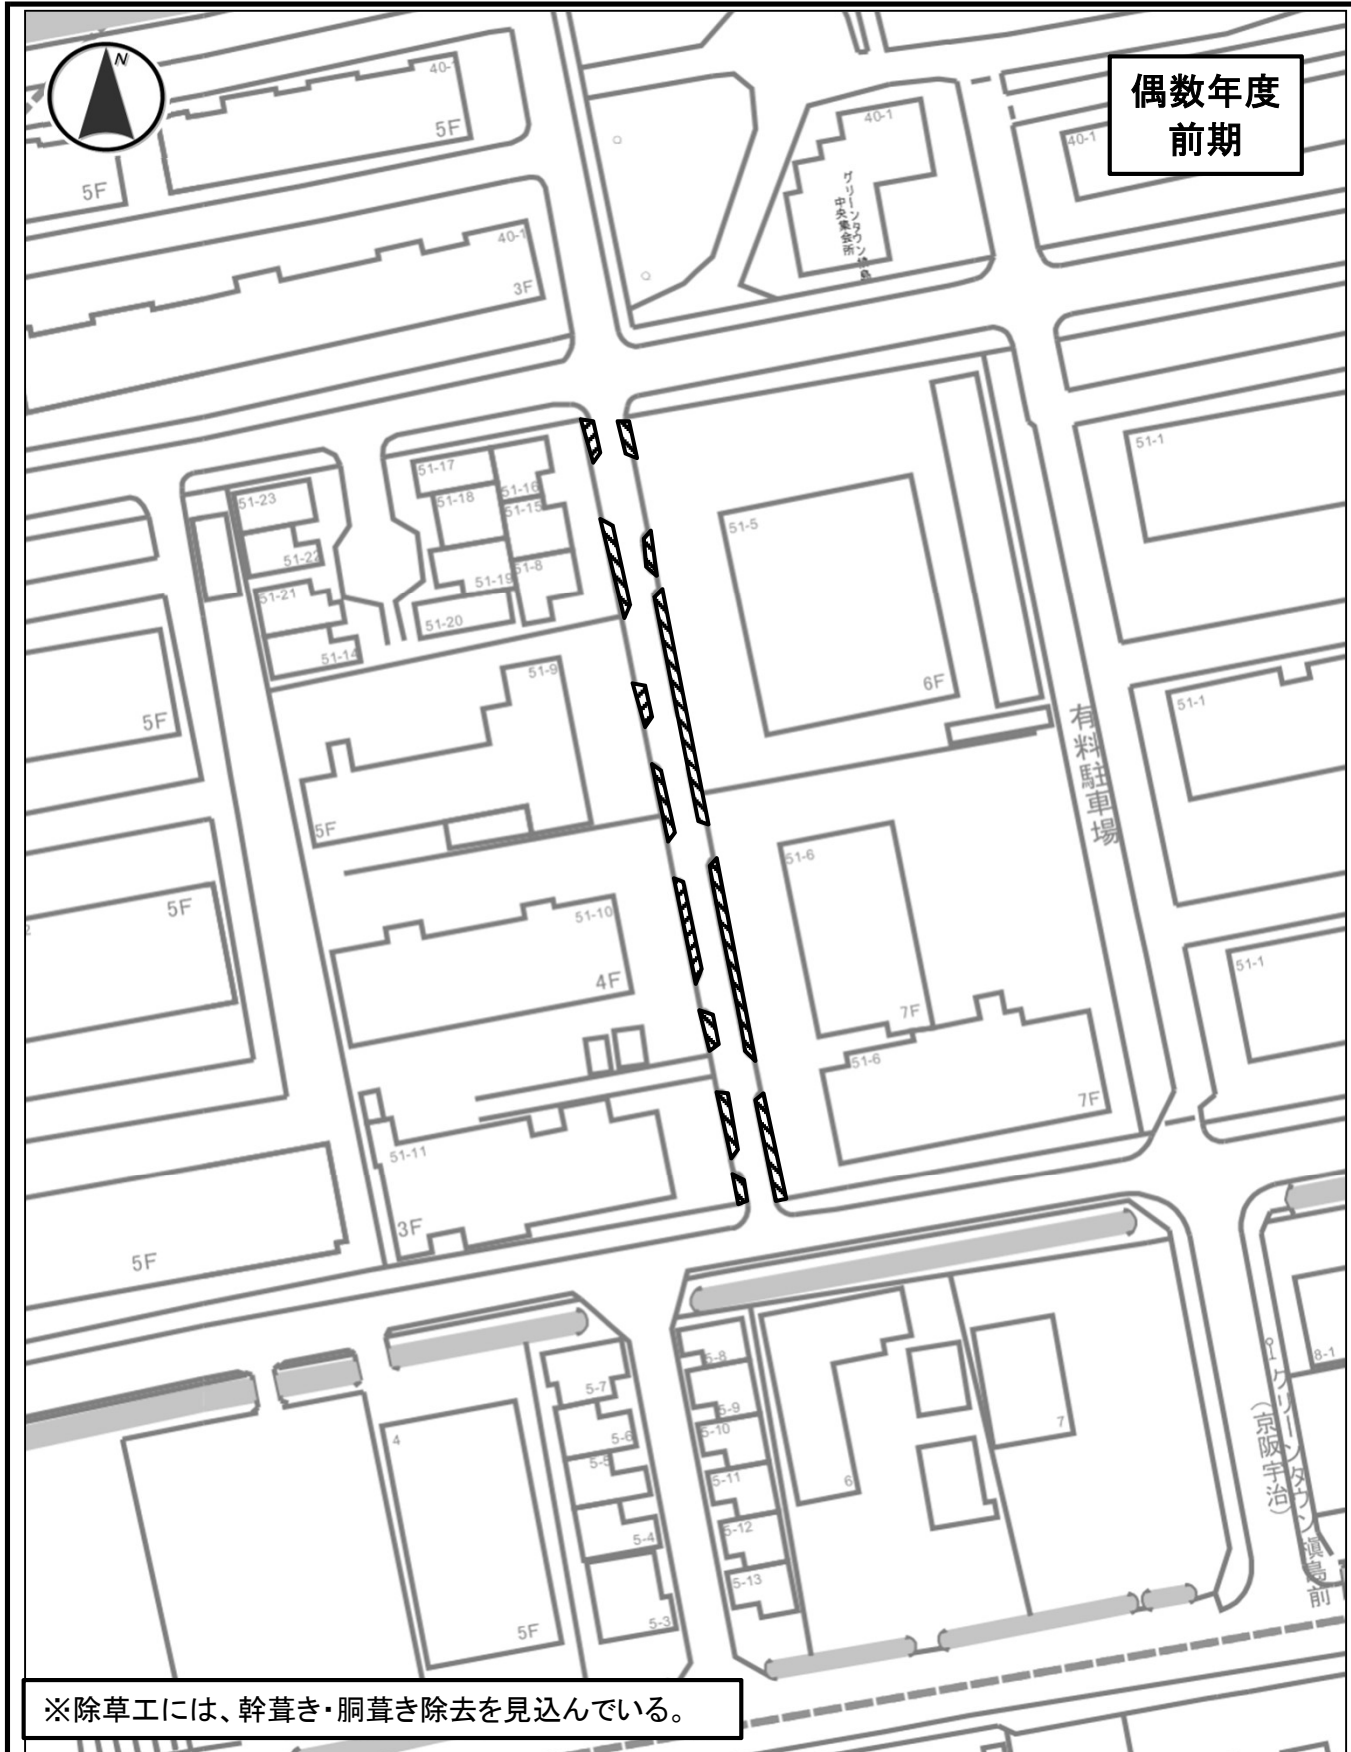 N
偶数年度
前期
40-1
5F
5F
40-1
40-1
グリーンタウン槇島
中央集会所
40-1
3F
51-1
51-17
51-16
51-23
51-18
51-15
51-5
51-22
51-19
51-8
51-21
51-20
51-14
51-9
6F
51-1
5F
有料駐車場
5F
51-6
5F
51-10
2
51-1
4F
7F
51-6
7F
51-11
3F
5F
5-8
8-1
5-7
5-9
7
4
5-6
5-10
5-5
5-11
6
5-12
5-4
5-13
5-3
5F
グリーンタウン槇島前
（京阪宇治）
※除草工には、幹葺き・胴葺き除去を見込んでいる。